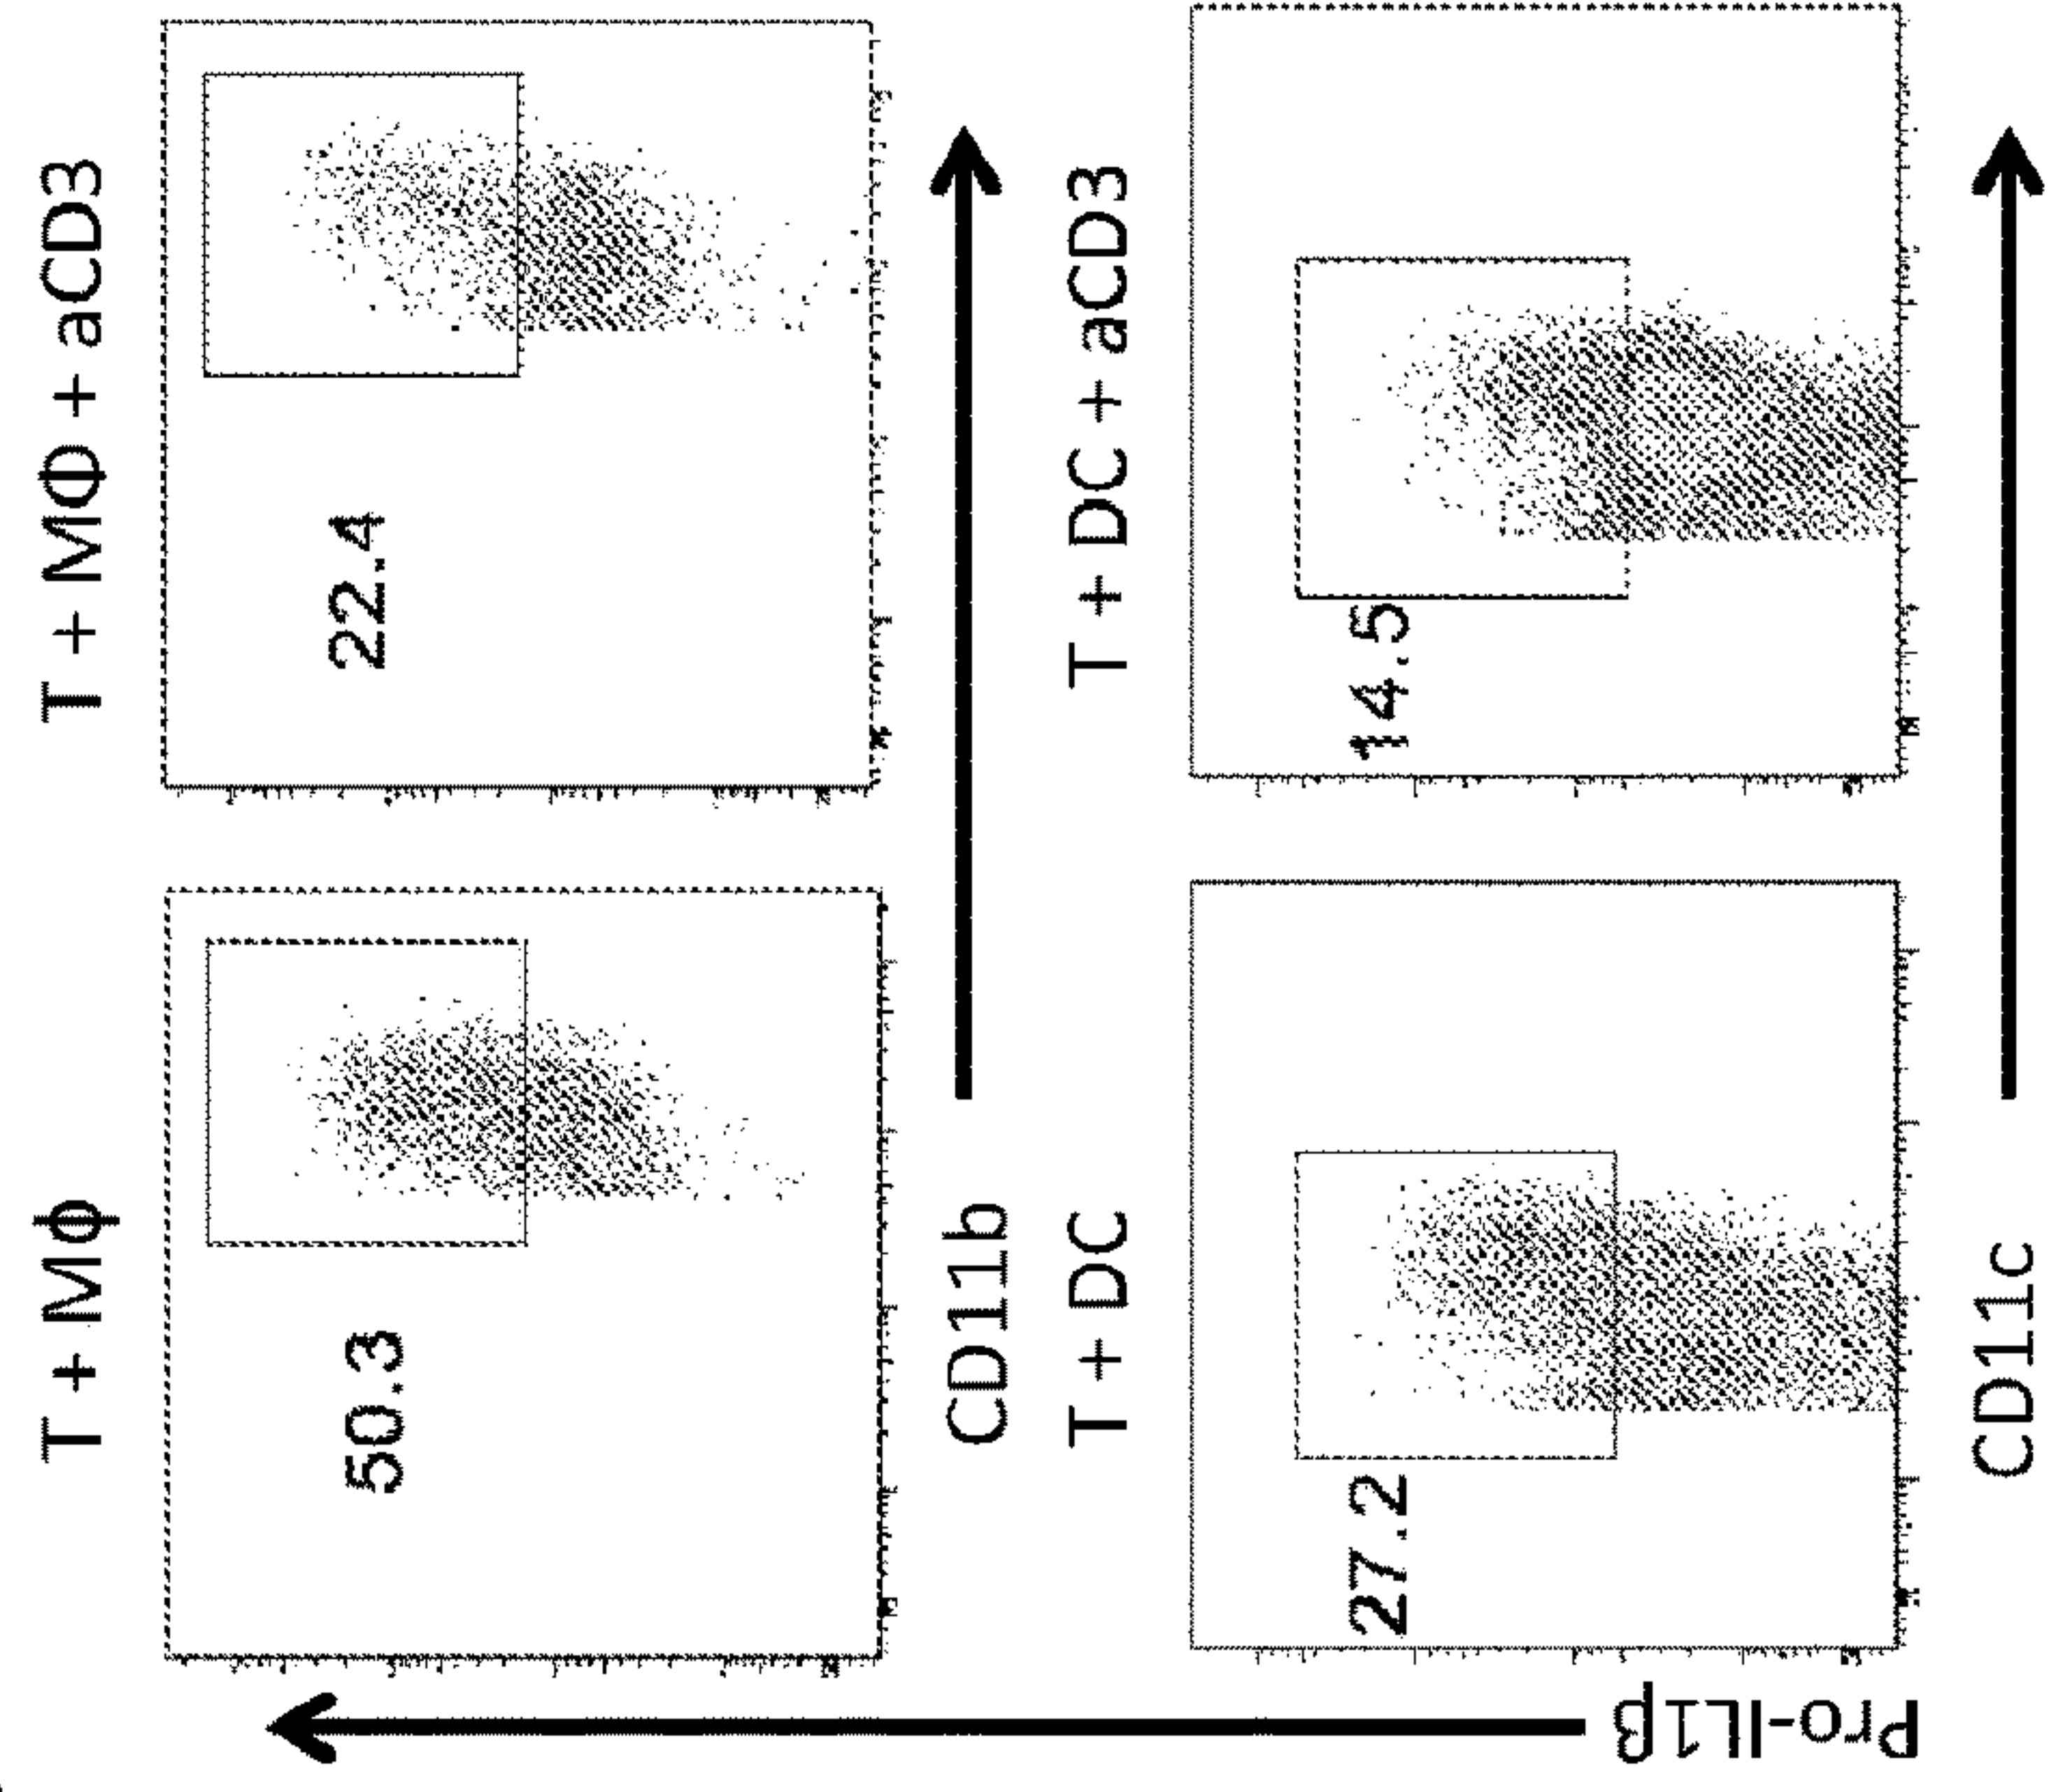 T + Mϕ
T + MΦ + aCD3
50.3
22.4
CD11b
T + DC
T + DC + aCD3
27.2
14.5
CD11c
Pro-IL1β